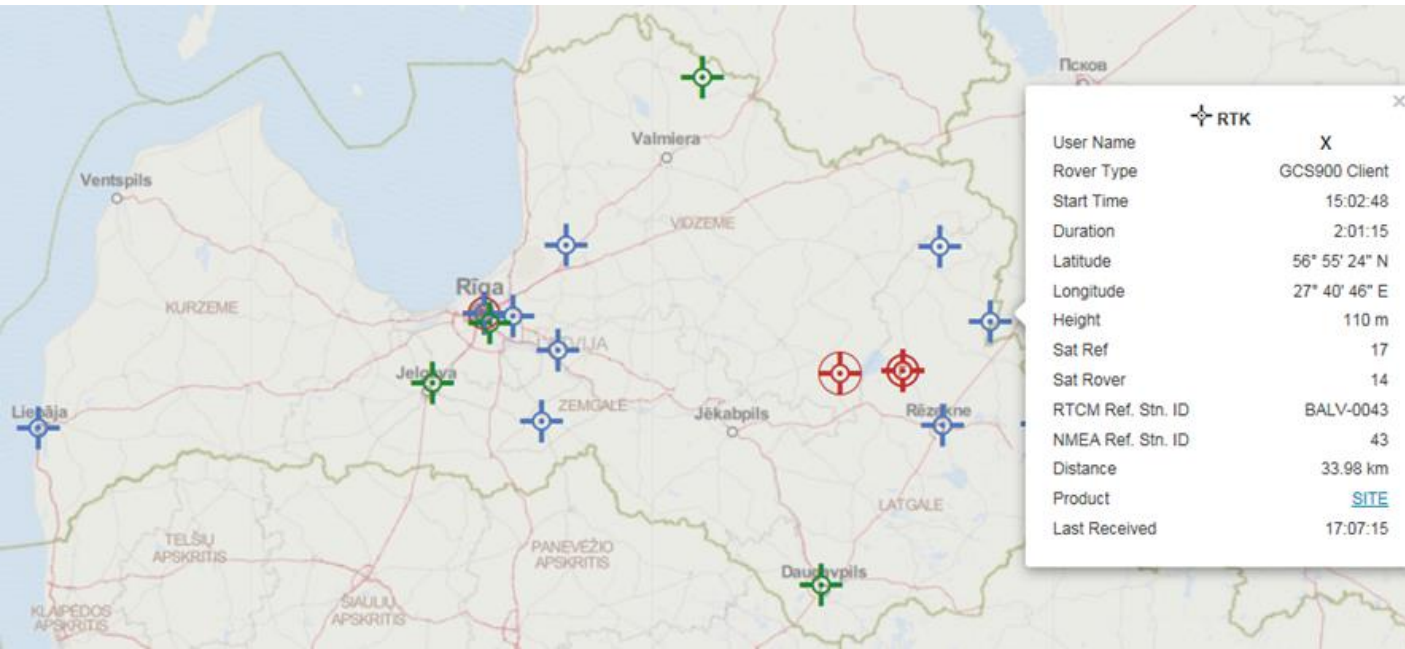 Псков
Valmiera
Ventspils
VIDZEME
Rīga
KURZEME
LATVIJA
Jelgava
ZEMGALE
Liepāja
Jēkabpils
Rēzekne
LATGALE
TELŠIŲ
APSKRITIS
PANEVĖŽIO
APSKRITIS
Daugavpils
ŠIAULIŲ
APSKRITIS
KLAIPĖDOS
APSKRITIS
×
RTK
User Name X
Rover Type GCS900 Client
Start Time 15:02:48
Duration 2:01:15
Latitude 56° 55' 24" N
Longitude 27° 40' 46" E
Height 110 m
Sat Ref 17
Sat Rover 14
RTCM Ref. Stn. ID BALV-0043
NMEA Ref. Stn. ID 43
Distance 33.98 km
Product SITE
Last Received 17:07:15